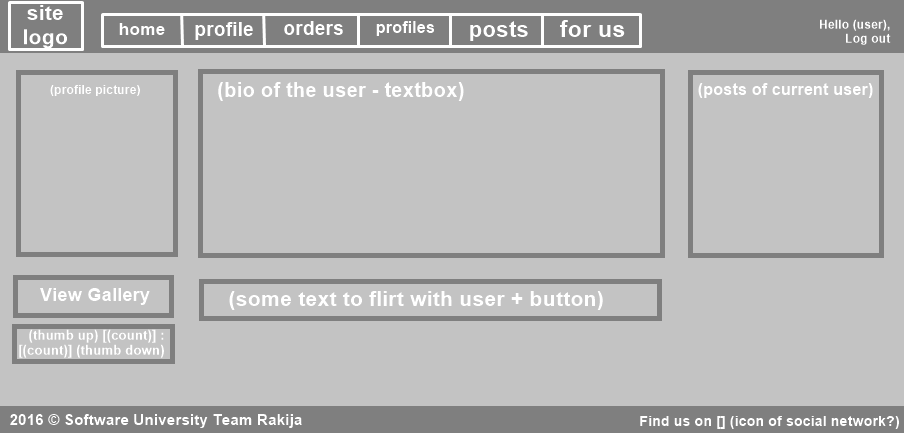 site
logo
home
profile
orders
profiles
posts
for us
Hello (user),
Log out
(profile picture)
(bio of the user - textbox)
(posts of current user)
View Gallery
(some text to flirt with user + button)
(thumb up) [(count)] :
[(count)] (thumb down)
2016 © Software University Team Rakija
Find us on [] (icon of social network?)